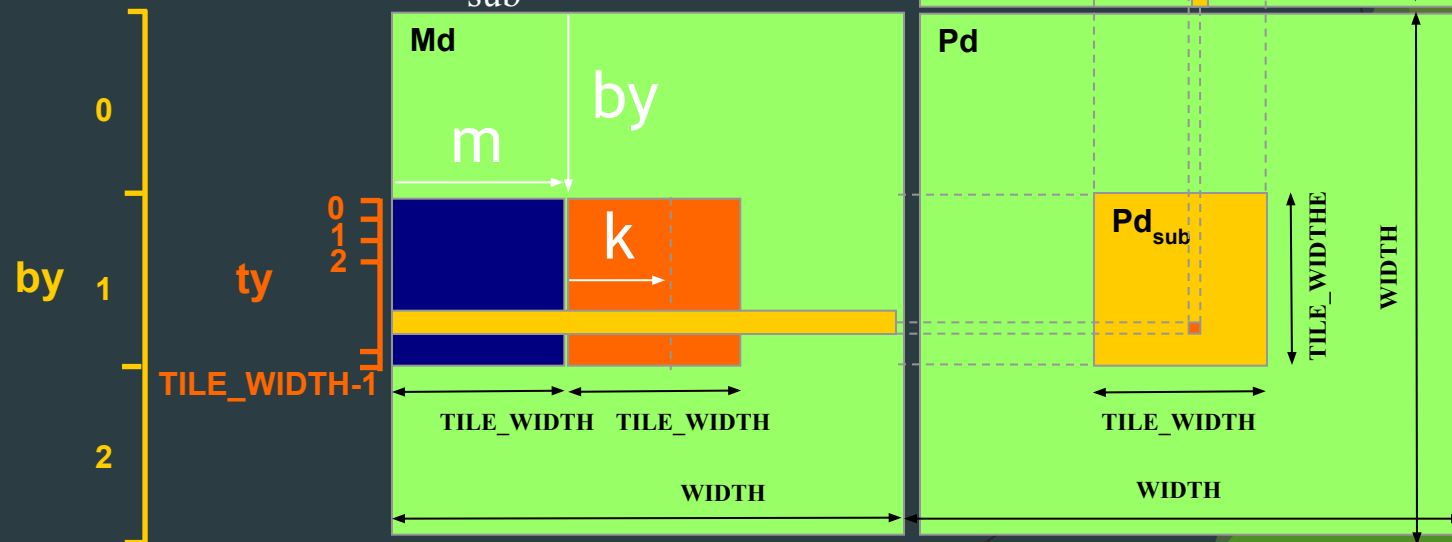 sub
Md
Pd
by
0
m
0
1
2
k
Pdsub
TILE_WIDTHE
WIDTH
by
1
ty
TILE_WIDTH-1
TILE_WIDTH
TILE_WIDTH
TILE_WIDTH
2
WIDTH
WIDTH